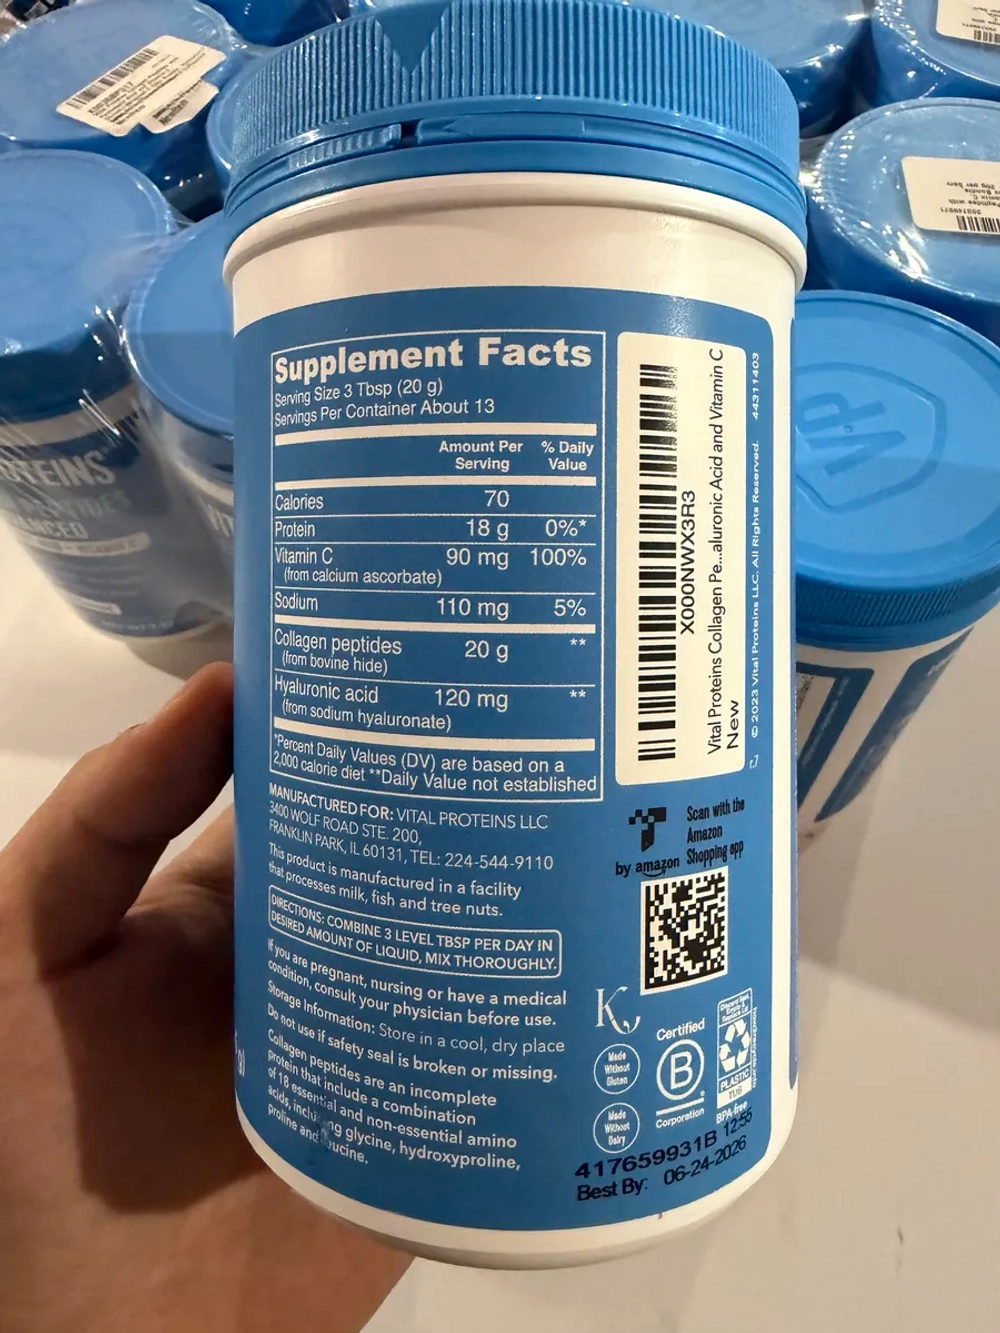 Supplement Facts
Serving Size 3 Tbsp (20 g)
Servings Per Container About 13
Amount Per Serving % Daily Value
Calories 70
Protein 18 g 0%*
Vitamin C 90 mg 100%
(from calcium ascorbate)
Sodium 110 mg 5%
Collagen peptides 20 g **
(from bovine hide)
Hyaluronic acid 120 mg **
(from sodium hyaluronate)
*Percent Daily Values (DV) are based on a
2,000 calorie diet **Daily Value not established
MANUFACTURED FOR: VITAL PROTEINS LLC
3400 WOLF ROAD STE. 200,
FRANKLIN PARK, IL 60131, TEL: 224-544-9110
This product is manufactured in a facility
that processes milk, fish and tree nuts.
DIRECTIONS: COMBINE 3 LEVEL TBSP PER DAY IN
DESIRED AMOUNT OF LIQUID, MIX THOROUGHLY.
If you are pregnant, nursing or have a medical
condition, consult your physician before use.
Storage Information: Store in a cool, dry place
Do not use if safety seal is broken or missing.
Collagen peptides are an incomplete
protein that include a combination
of 18 essential and non-essential amino
acids, including glycine, hydroxyproline,
proline and leucine.
X000NWX3R3
Vital Proteins Collagen Pe...aluronic Acid and Vitamin C
New
© 2023 Vital Proteins LLC. All Rights Reserved. 44311403
Scan with the
Amazon
Shopping app
by amazon
K
Made
Without
Gluten
Made
Without
Dairy
Certified
B
Corporation
PLASTIC
TUB
BPA-free
417659931B 12:55
Best By: 06-24-2026
VP
OTEINS
ANCED